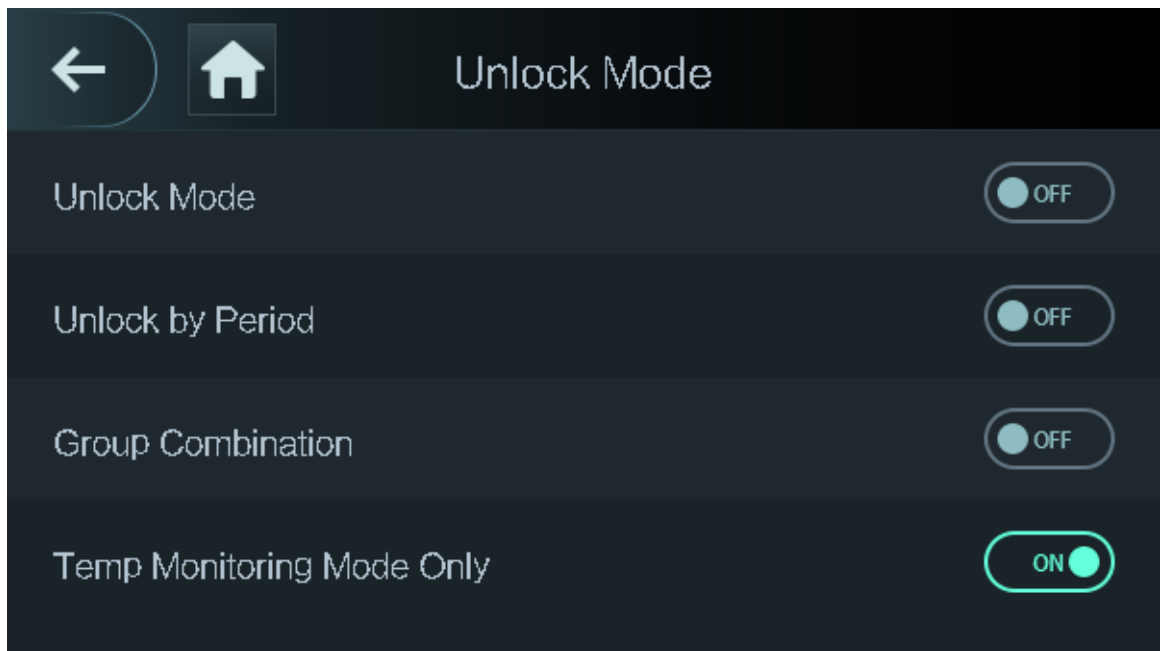 Unlock Mode
Unlock Mode OFF
Unlock by Period OFF
Group Combination OFF
Temp Monitoring Mode Only ON